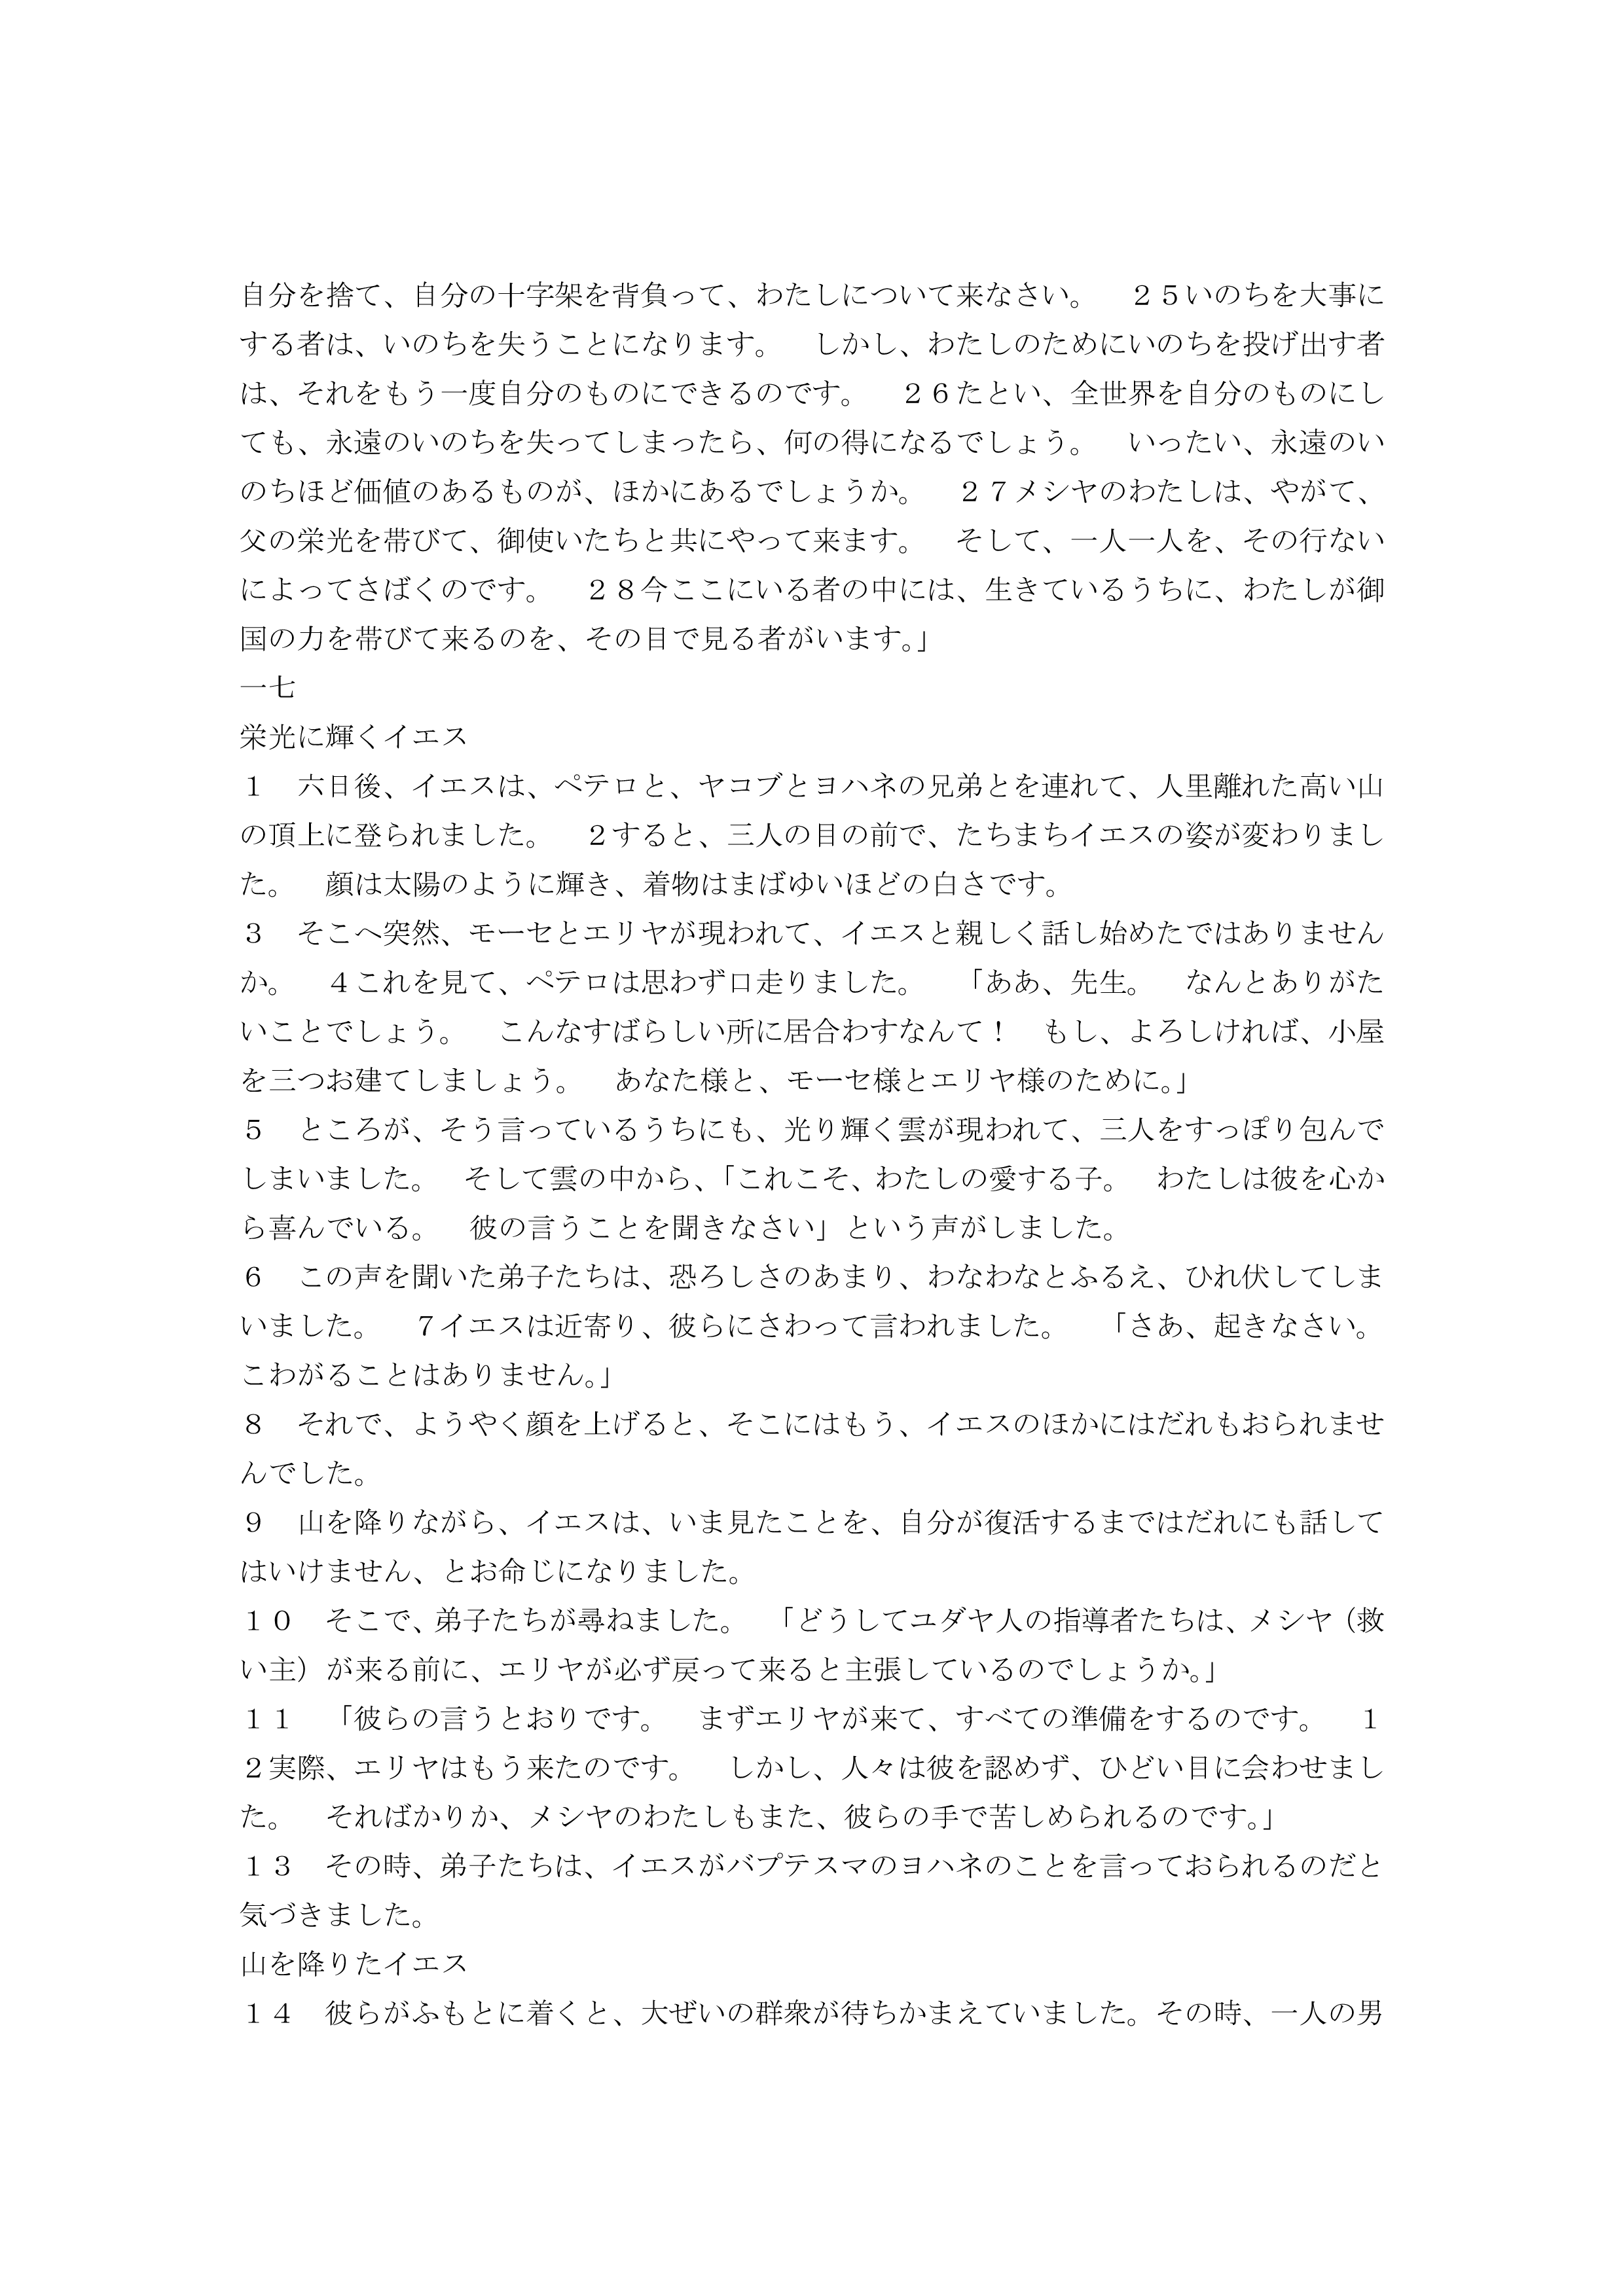 自分を捨て、自分の十字架を背負って、わたしについて来なさい。　２５いのちを大事に
する者は、いのちを失うことになります。　しかし、わたしのためにいのちを投げ出す者
は、それをもう一度自分のものにできるのです。　２６たとい、全世界を自分のものにし
ても、永遠のいのちを失ってしまったら、何の得になるでしょう。　いったい、永遠のい
のちほど価値のあるものが、ほかにあるでしょうか。　２７メシヤのわたしは、やがて、
父の栄光を帯びて、御使いたちと共にやって来ます。　そして、一人一人を、その行ない
によってさばくのです。　２８今ここにいる者の中には、生きているうちに、わたしが御
国の力を帯びて来るのを、その目で見る者がいます。」
一七
栄光に輝くイエス
１　六日後、イエスは、ペテロと、ヤコブとヨハネの兄弟とを連れて、人里離れた高い山
の頂上に登られました。　２すると、三人の目の前で、たちまちイエスの姿が変わりまし
た。　顔は太陽のように輝き、着物はまばゆいほどの白さです。
３　そこへ突然、モーセとエリヤが現われて、イエスと親しく話し始めたではありません
か。　４これを見て、ペテロは思わず口走りました。　「ああ、先生。　なんとありがた
いことでしょう。　こんなすばらしい所に居合わすなんて！　もし、よろしければ、小屋
を三つお建てしましょう。　あなた様と、モーセ様とエリヤ様のために。」
５　ところが、そう言っているうちにも、光り輝く雲が現われて、三人をすっぽり包んで
しまいました。　そして雲の中から、「これこそ、わたしの愛する子。　わたしは彼を心か
ら喜んでいる。　彼の言うことを聞きなさい」という声がしました。
６　この声を聞いた弟子たちは、恐ろしさのあまり、わなわなとふるえ、ひれ伏してしま
いました。　７イエスは近寄り、彼らにさわって言われました。　「さあ、起きなさい。
こわがることはありません。」
８　それで、ようやく顔を上げると、そこにはもう、イエスのほかにはだれもおられませ
んでした。
９　山を降りながら、イエスは、いま見たことを、自分が復活するまではだれにも話して
はいけません、とお命じになりました。
１０　そこで、弟子たちが尋ねました。　「どうしてユダヤ人の指導者たちは、メシヤ（救
い主）が来る前に、エリヤが必ず戻って来ると主張しているのでしょうか。」
１１　「彼らの言うとおりです。　まずエリヤが来て、すべての準備をするのです。　１
２実際、エリヤはもう来たのです。　しかし、人々は彼を認めず、ひどい目に会わせまし
た。　そればかりか、メシヤのわたしもまた、彼らの手で苦しめられるのです。」
１３　その時、弟子たちは、イエスがバプテスマのヨハネのことを言っておられるのだと
気づきました。
山を降りたイエス
１４　彼らがふもとに着くと、大ぜいの群衆が待ちかまえていました。その時、一人の男